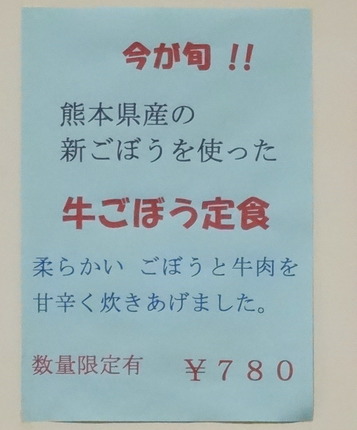 今が旬 !!
熊本県産の
新ごぼうを使った
牛ごぼう定食
柔らかい ごぼうと牛肉を
甘辛く炊きあげました。
数量限定有 ￥７８０